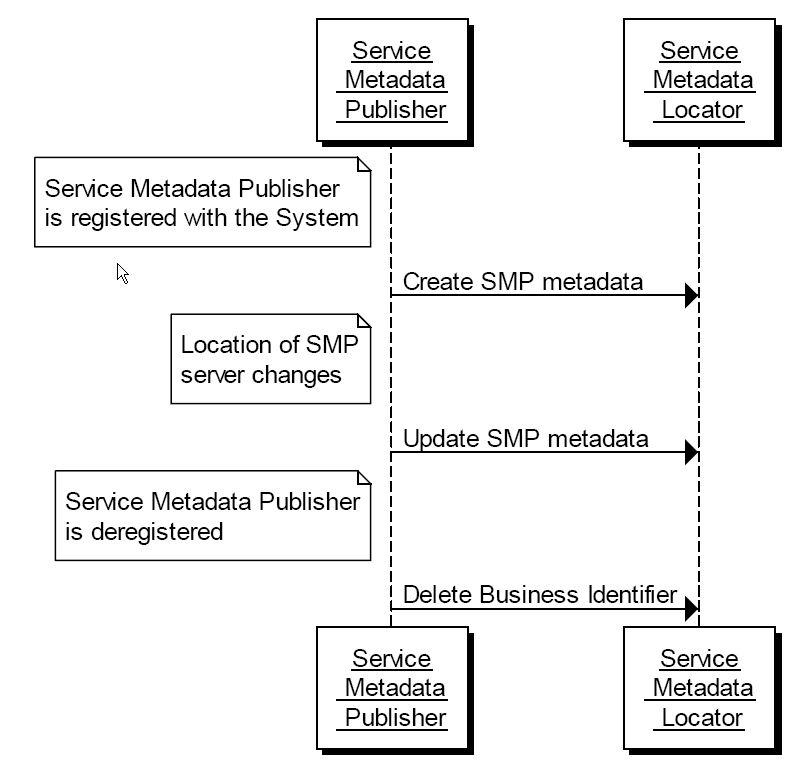 Service
Metadata
Publisher
Service
Metadata
Locator
Service Metadata Publisher
is registered with the System
Create SMP metadata
Location of SMP
server changes
Update SMP metadata
Service Metadata Publisher
is deregistered
Delete Business Identifier
Service
Metadata
Publisher
Service
Metadata
Locator